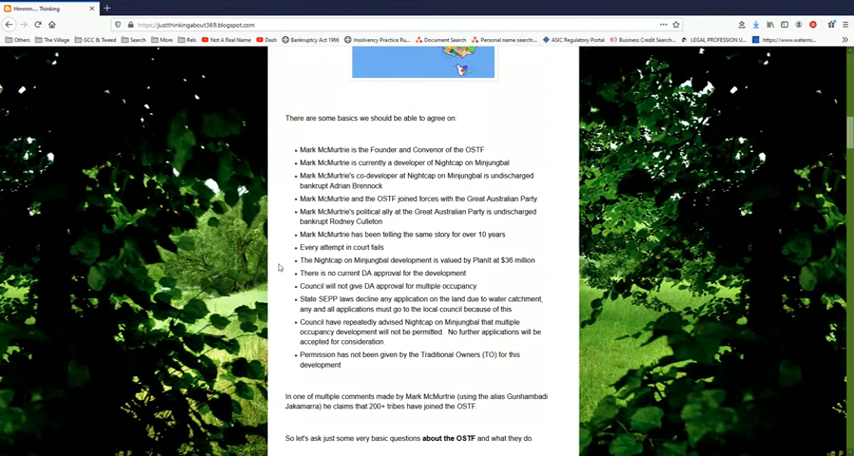 Hmmm.... Thinking
https://justthinkingabout369.blogspot.com
Others
The Village
GCC & Tweed
Search
More
Rals
Not A Real Name
Dash
Bankruptcy Act 1966
Insolvency Practice Ru...
Document Search
Personal name search...
ASIC Regulatory Portal
Business Credit Search...
LEGAL PROFESSION U...
https://www.waterns...
There are some basics we should be able to agree on:
• Mark McMurtrie is the Founder and Convenor of the OSTF
• Mark McMurtrie is currently a developer of Nightcap on Minjungbal
• Mark McMurtrie's co-developer at Nightcap on Minjungbal is undischarged
bankrupt Adrian Brennock
• Mark McMurtrie and the OSTF joined forces with the Great Australian Party
• Mark McMurtrie's political ally at the Great Australian Party is undischarged
bankrupt Rodney Culleton
• Mark McMurtrie has been telling the same story for over 10 years
• Every attempt in court fails
• The Nightcap on Minjungbal development is valued by PlanIt at $36 million
• There is no current DA approval for the development
• Council will not give DA approval for multiple occupancy
• State SEPP laws decline any application on the land due to water catchment,
any and all applications must go to the local council because of this
• Council have repeatedly advised Nightcap on Minjungbal that multiple
occupancy development will not be permitted. No further applications will be
accepted for consideration.
• Permission has not been given by the Traditional Owners (TO) for this
development
In one of multiple comments made by Mark McMurtrie (using the alias Gunhambadi
Jakamarra) he claims that 200+ tribes have joined the OSTF.
So let's ask just some very basic questions about the OSTF and what they do.